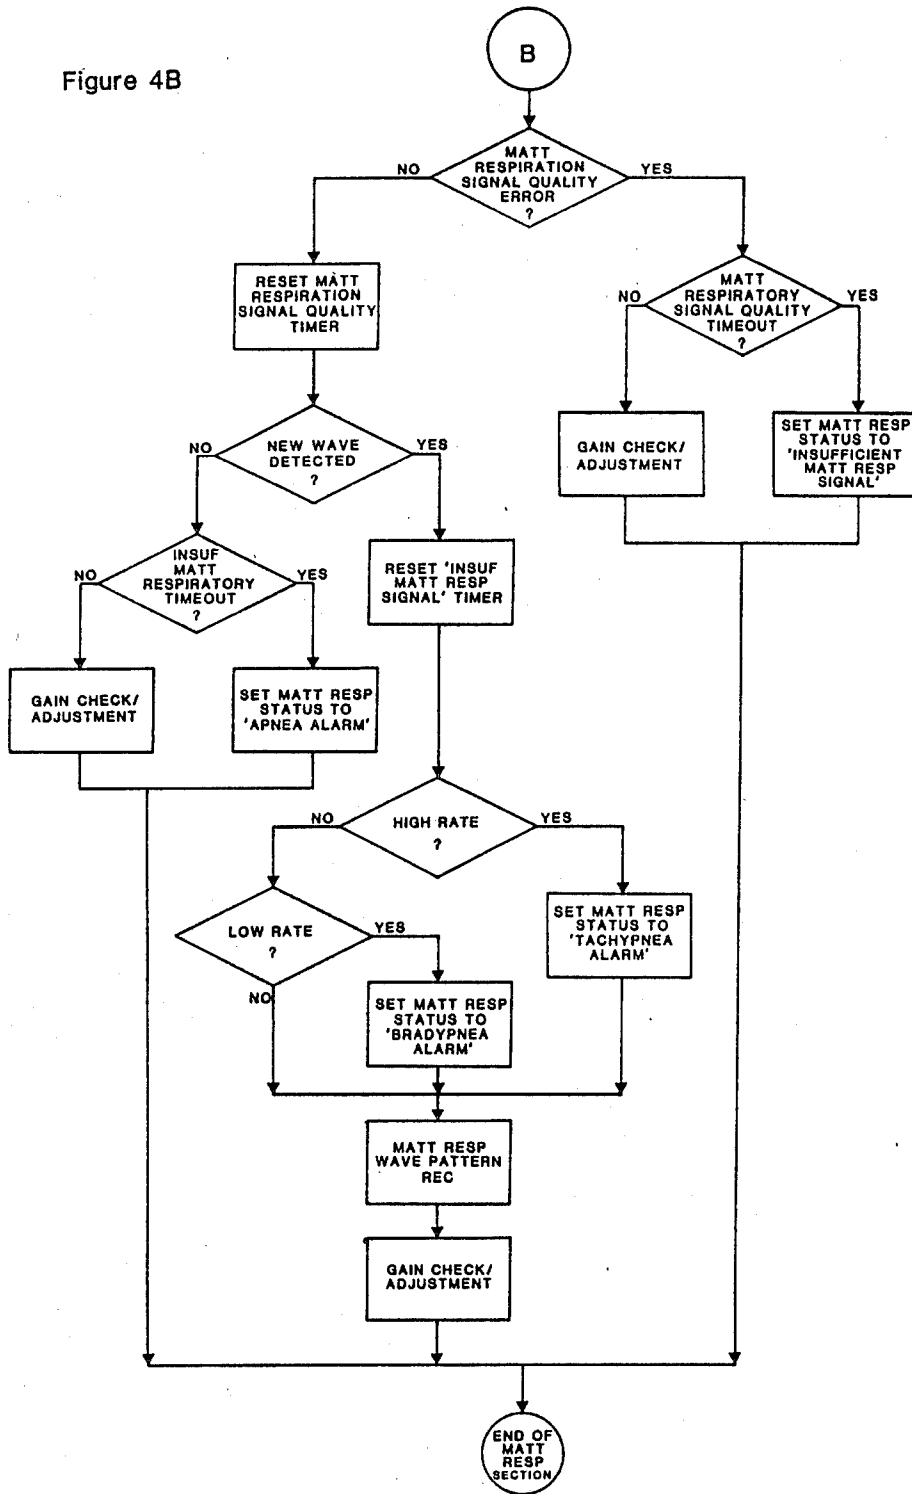 Figure 4B
B
MATT
RESPIRATION
SIGNAL QUALITY
ERROR
?
NO
YES
RESET MATT
RESPIRATION
SIGNAL QUALITY
TIMER
MATT
RESPIRATORY
SIGNAL QUALITY
TIMEOUT
?
NO
YES
GAIN CHECK/
ADJUSTMENT
SET MATT RESP
STATUS TO
'INSUFFICIENT
MATT RESP
SIGNAL'
NEW WAVE
DETECTED
?
NO
YES
INSUF
MATT
RESPIRATORY
TIMEOUT
?
NO
YES
RESET 'INSUF
MATT RESP
SIGNAL' TIMER
GAIN CHECK/
ADJUSTMENT
SET MATT RESP
STATUS TO
'APNEA ALARM'
HIGH RATE
?
NO
YES
LOW RATE
?
YES
NO
SET MATT RESP
STATUS TO
'TACHYPNEA
ALARM'
SET MATT RESP
STATUS TO
'BRADYPNEA
ALARM'
MATT RESP
WAVE PATTERN
REC
GAIN CHECK/
ADJUSTMENT
END OF
MATT
RESP
SECTION